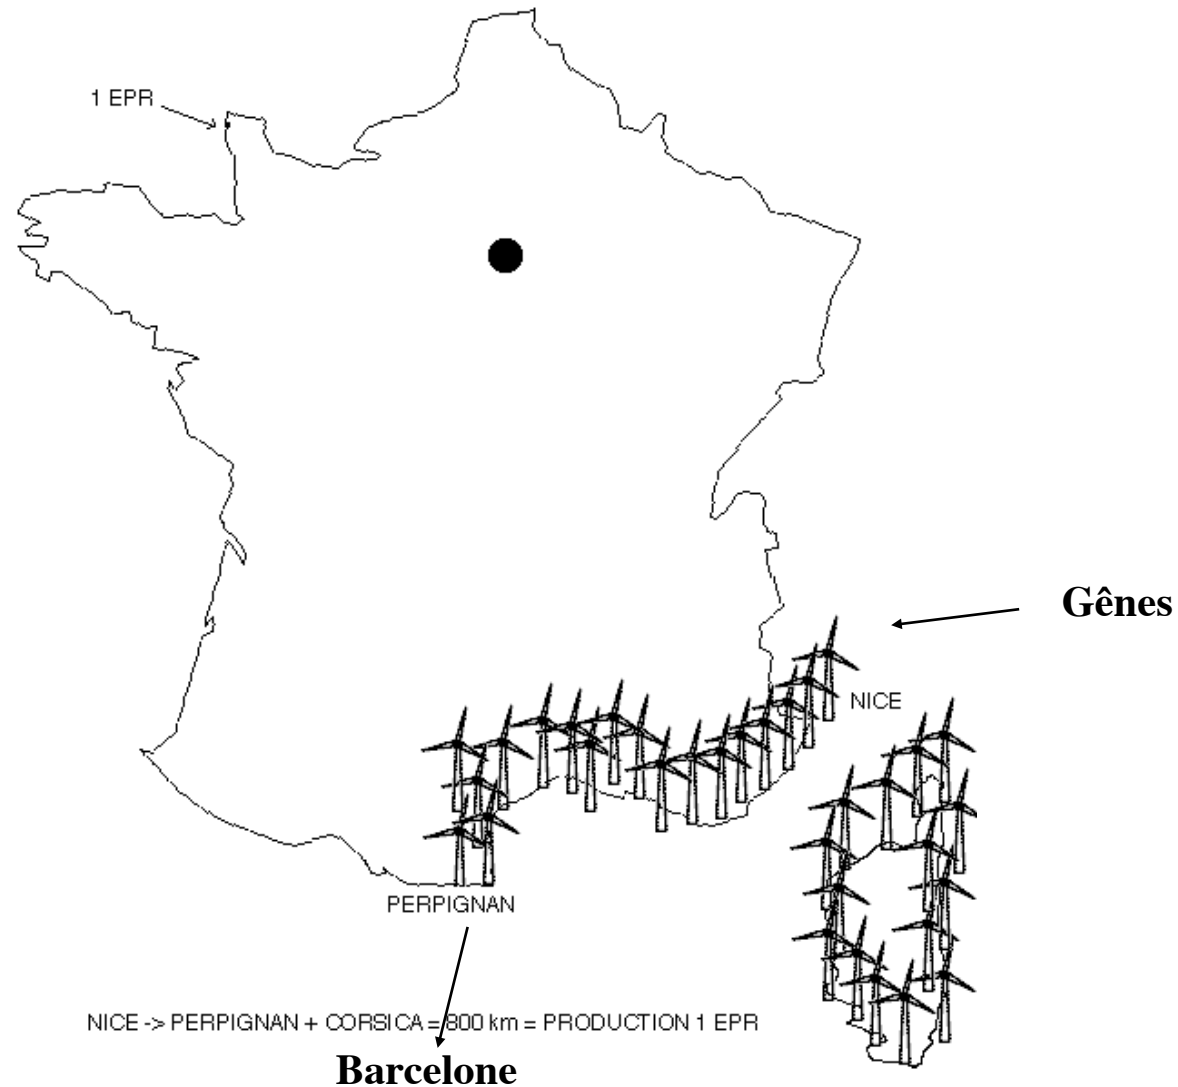 1 EPR
Gênes
NICE
PERPIGNAN
NICE -> PERPIGNAN + CORSICA = 800 km = PRODUCTION 1 EPR
Barcelone